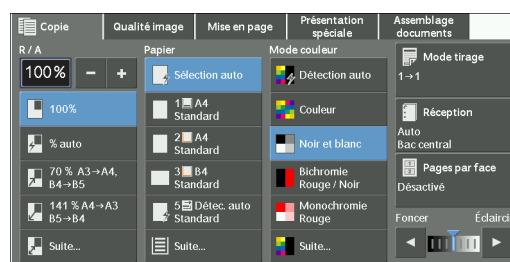 Copie
Qualité image
Mise en page
Présentation
spéciale
Assemblage
documents
R / A
100%
−
+
100%
% auto
70 % A3→A4,
B4→B5
141 % A4→A3
B5→B4
Suite...
Papier
Sélection auto
1 A4
Standard
2 A4
Standard
3 B4
Standard
5 Détec. auto
Standard
Suite...
Mode couleur
Détection auto
Couleur
Noir et blanc
Bichromie
Rouge / Noir
Monochromie
Rouge
Suite...
Mode tirage
1→1
Réception
Auto
Bac central
Pages par face
Désactivé
Foncer
Éclairci